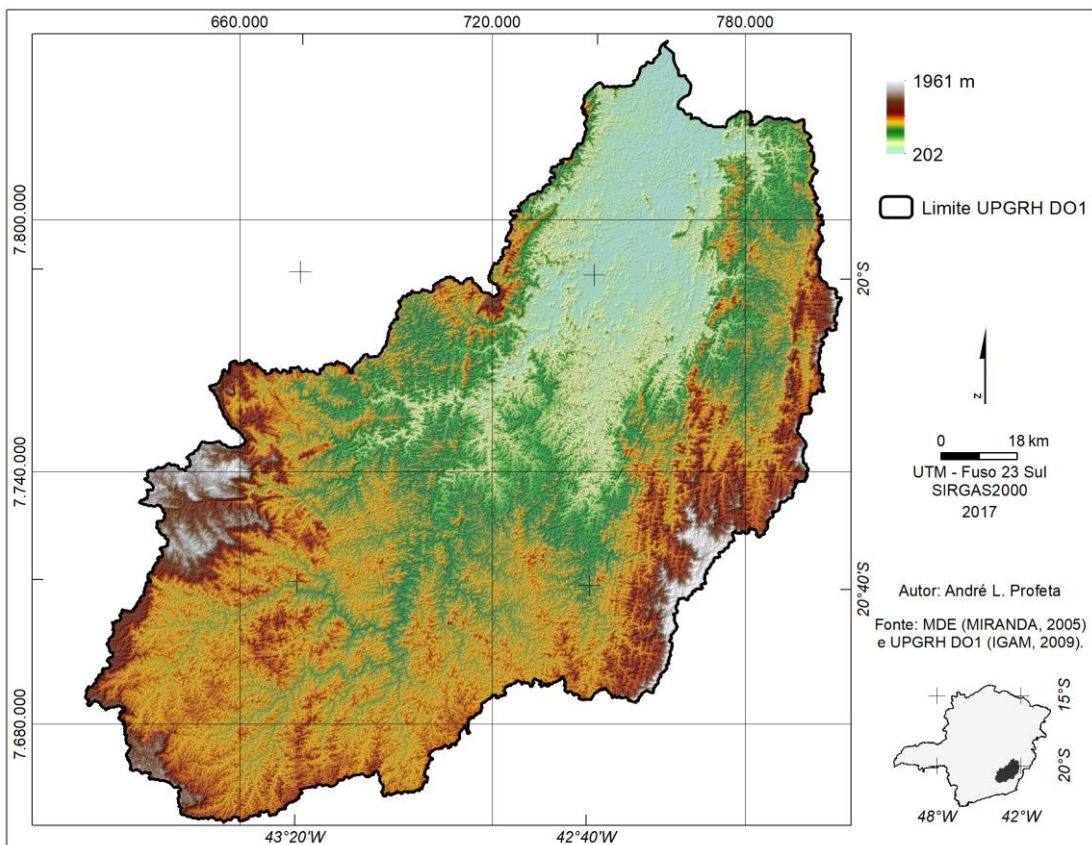 660.000
720.000
780.000
7.800.000
7.740.000
7.680.000
20°S
20°40'S
43°20'W
42°40'W
1961 m
202
Limite UPGRH DO1
z
0
18 km
UTM - Fuso 23 Sul
SIRGAS2000
2017
Autor: André L. Profeta
Fonte: MDE (MIRANDA, 2005)
e UPGRH DO1 (IGAM, 2009).
15°S
20°S
48°W
42°W